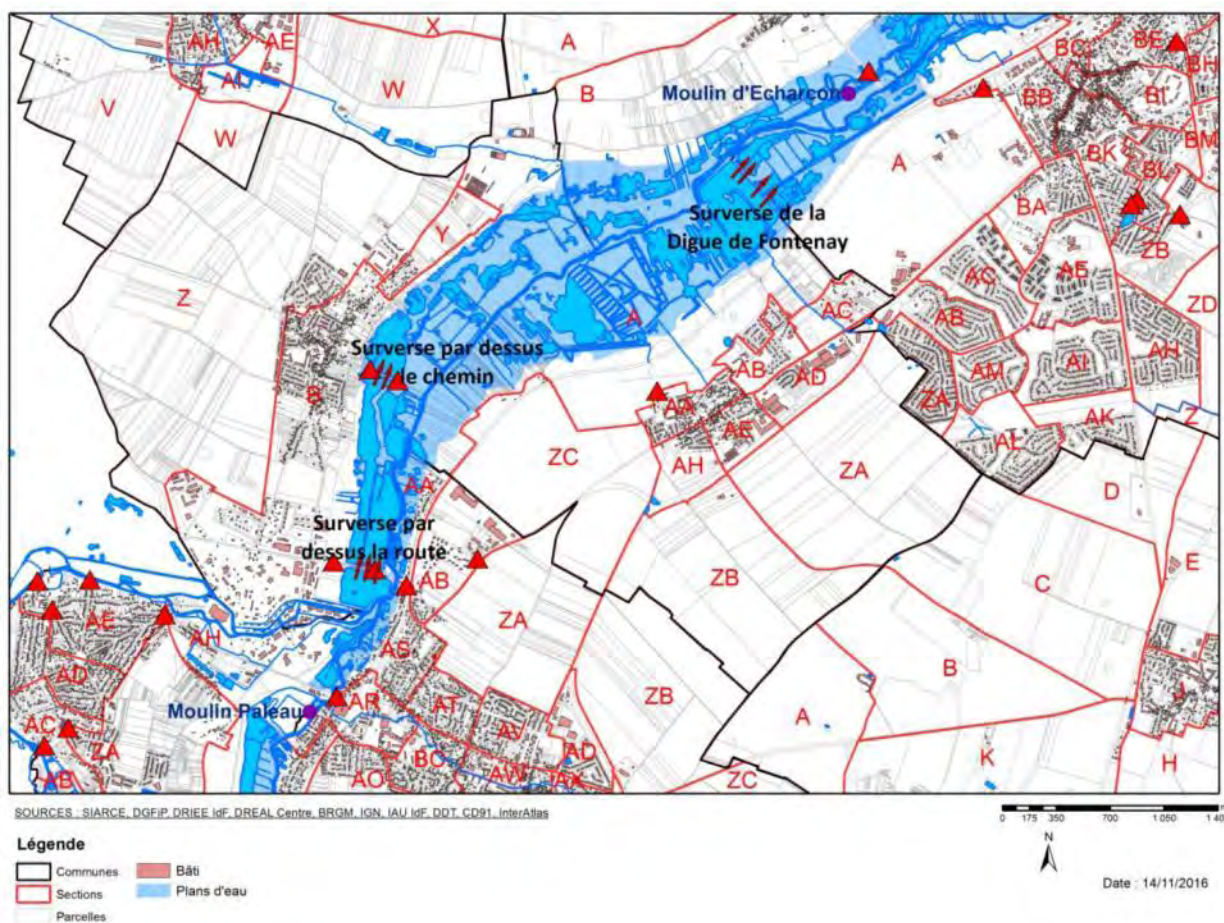 AH
AE
X
A
AI
W
B
V
W
Moulin d'Echarcon
BC
BE
BH
BB
BI
BM
BK
BL
A
BA
ZB
Surverse de la
Digue de Fontenay
Y
Z
AC
AE
ZD
AC
AB
A
AI
AH
Surverse par dessus
le chemin
B
AB
AD
AM
ZA
AA
AE
AK
Z
AL
ZC
AH
ZA
D
AA
Surverse par
dessus la route
AB
ZB
C
E
AE
AH
ZA
AS
AD
B
ZB
J
Moulin Paleau
AR
AT
A
AC
ZA
AV
BO
AD
K
AB
AO
AW
AX
ZC
H
SOURCES : SIARCE, DGFiP, DRIEE IdF, DREAL Centre, BRGM, IGN, IAU IdF, DDT, CD91, InterAtlas
0 175 350 700 1 050 1 40
N
Légende
Communes
Bâti
Sections
Plans d'eau
Parcelles
Date : 14/11/2016